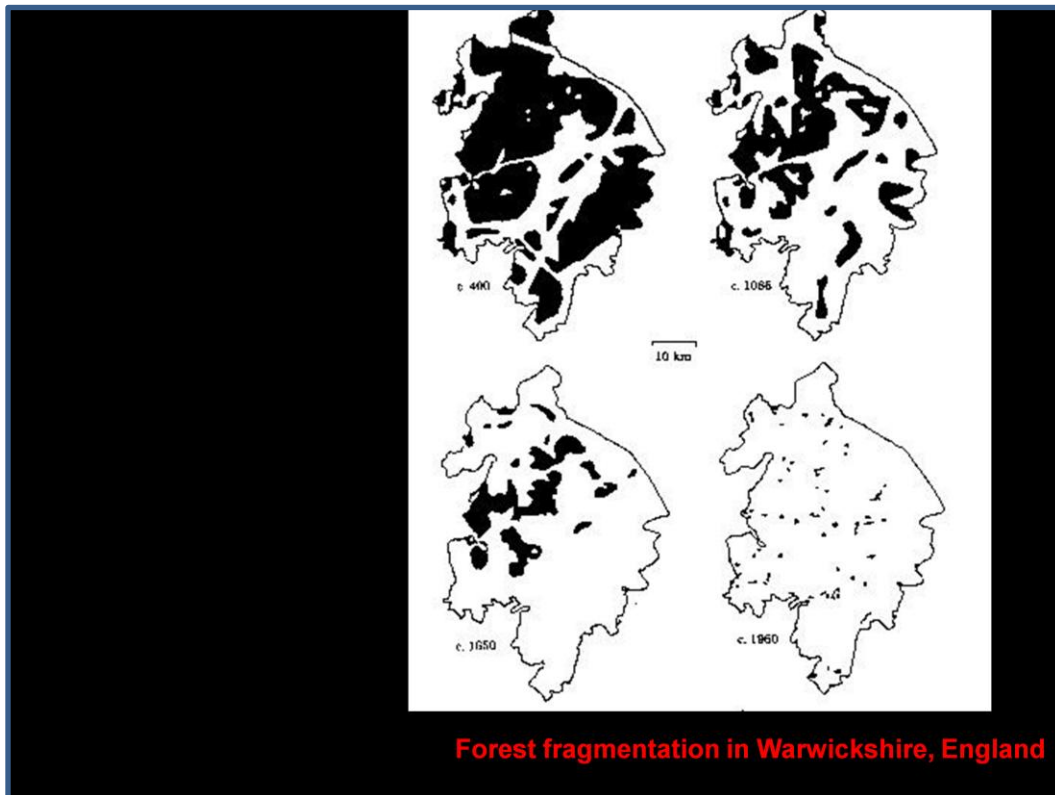 c. 400
c. 1086
10 km
c. 1650
c. 1960
Forest fragmentation in Warwickshire, England